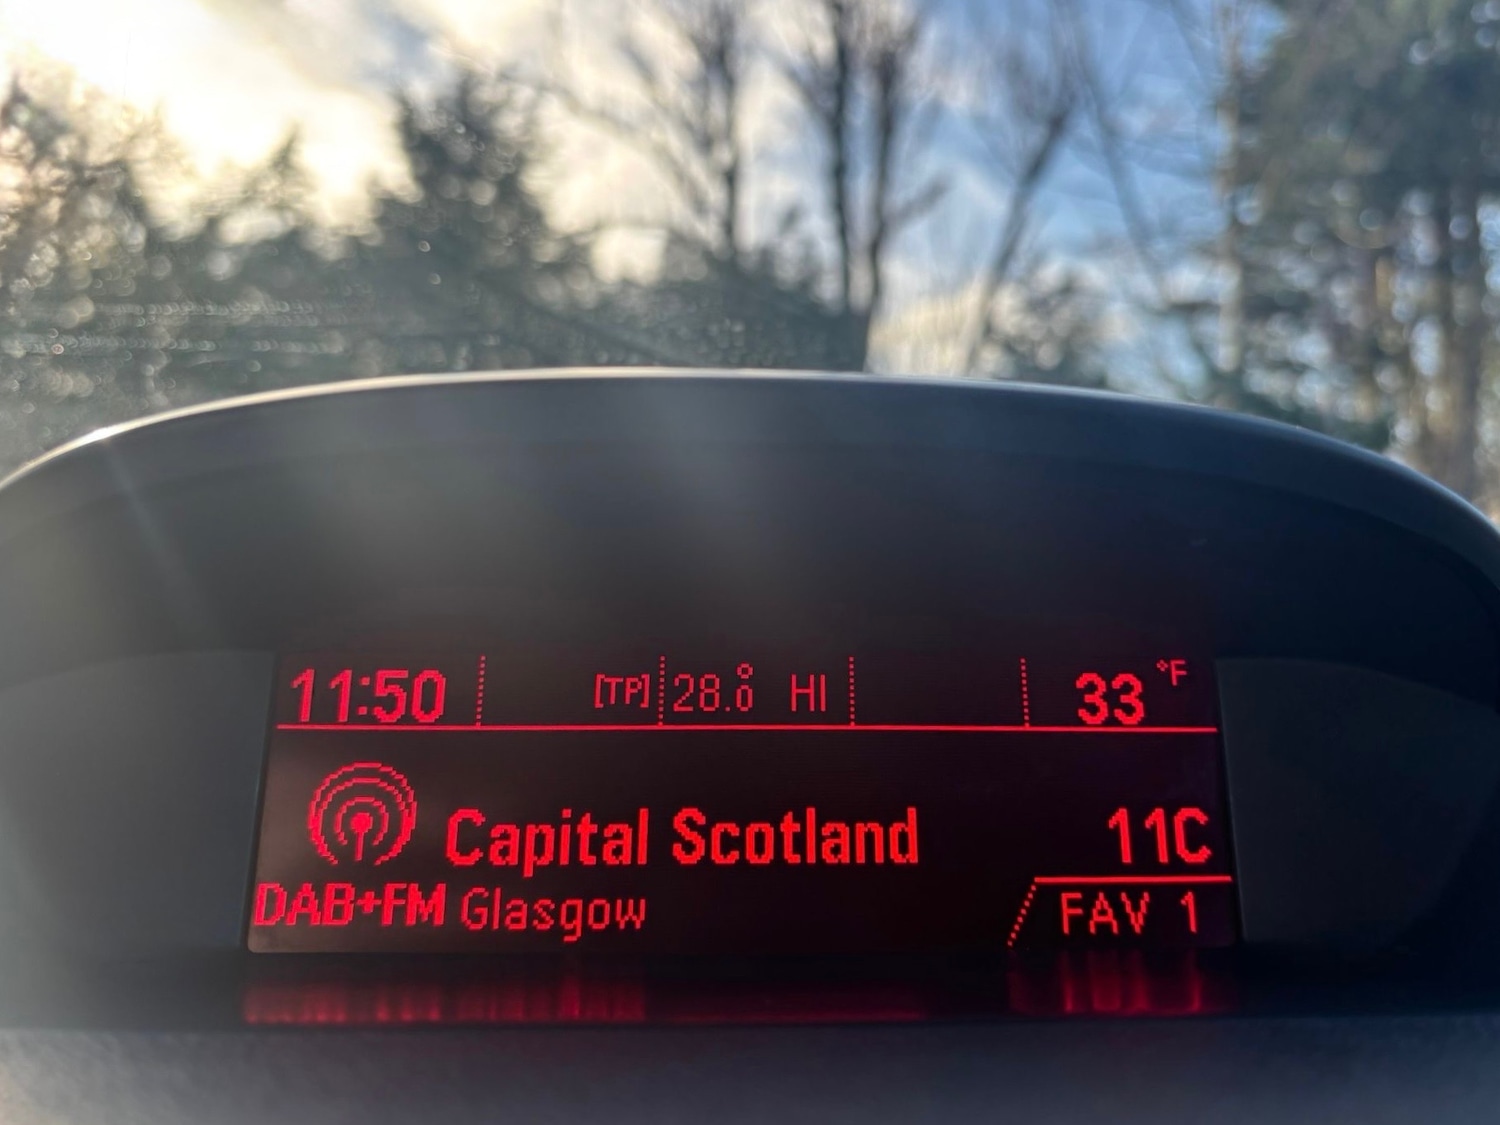 11:50 [TP] 28.0° HI 33 °F
Capital Scotland 11C
DAB+FM Glasgow FAV 1